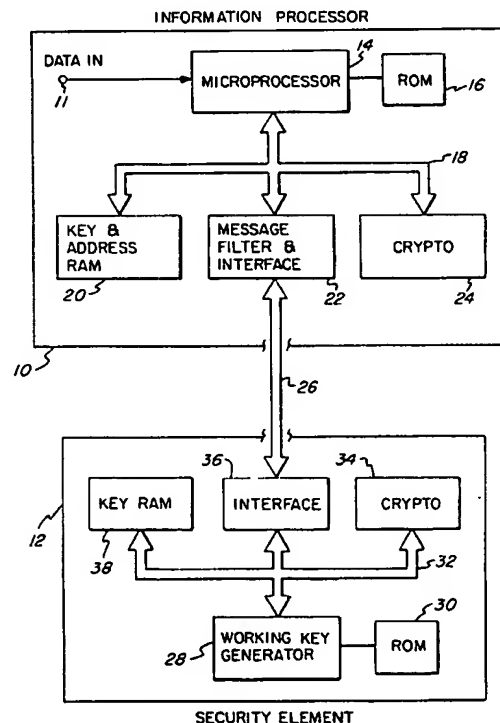 INFORMATION PROCESSOR
DATA IN
11
14
MICROPROCESSOR
ROM
16
18
KEY &
ADDRESS
RAM
20
MESSAGE
FILTER &
INTERFACE
22
CRYPTO
24
10
26
12
36
34
KEY RAM
38
INTERFACE
CRYPTO
32
30
28
WORKING KEY
GENERATOR
ROM
SECURITY ELEMENT